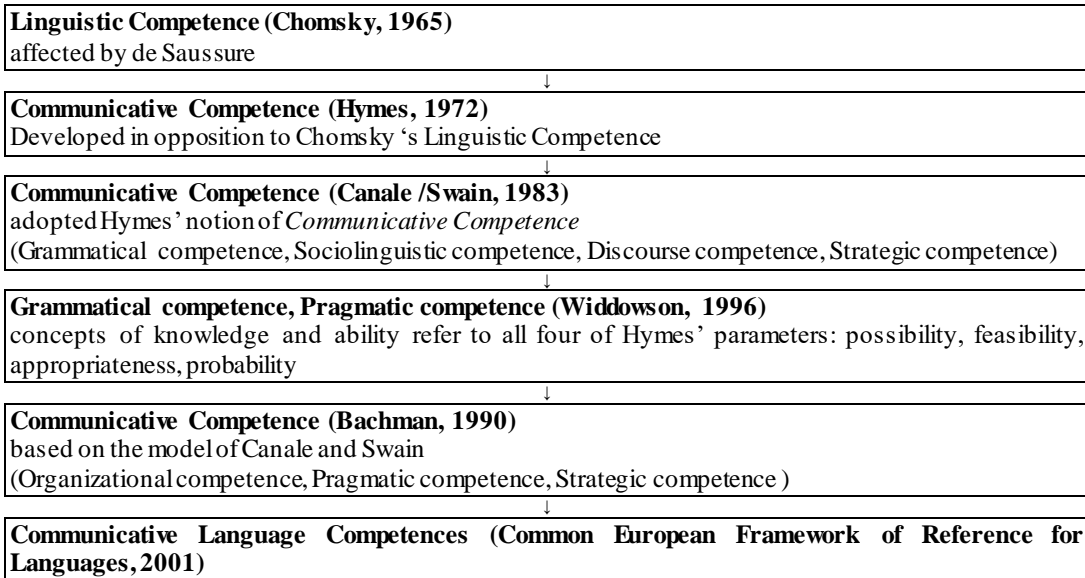 Linguistic Competence (Chomsky, 1965)
affected by de Saussure
↓
Communicative Competence (Hymes, 1972)
Developed in opposition to Chomsky ‘s Linguistic Competence
↓
Communicative Competence (Canale /Swain, 1983)
adopted Hymes’ notion of Communicative Competence
(Grammatical competence, Sociolinguistic competence, Discourse competence, Strategic competence)
↓
Grammatical competence, Pragmatic competence (Widdowson, 1996)
concepts of knowledge and ability refer to all four of Hymes’ parameters: possibility, feasibility,
appropriateness, probability
↓
Communicative Competence (Bachman, 1990)
based on the model of Canale and Swain
(Organizational competence, Pragmatic competence, Strategic competence )
↓
Communicative Language Competences (Common European Framework of Reference for
Languages, 2001)